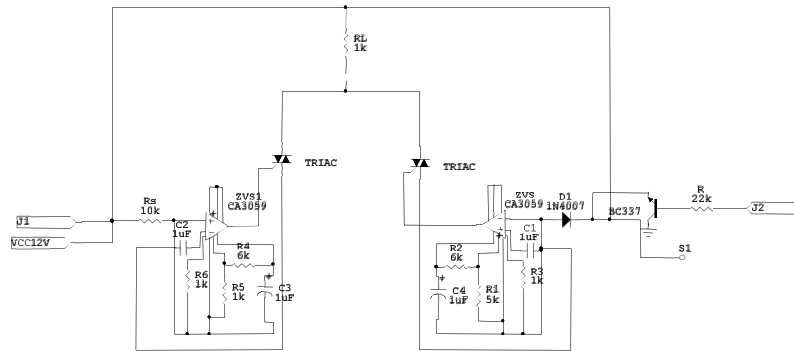 RL
1k
TRIAC
TRIAC
ZVS1
CA3059
ZVS
CA3059
D1
1N4007
BC337
R
22k
J2
Rs
10k
J1
VCC12V
C2
1uF
C1
1uF
S1
R4
6k
R2
6k
R6
1k
R5
1k
C3
1uF
C4
1uF
R1
5k
R3
1k